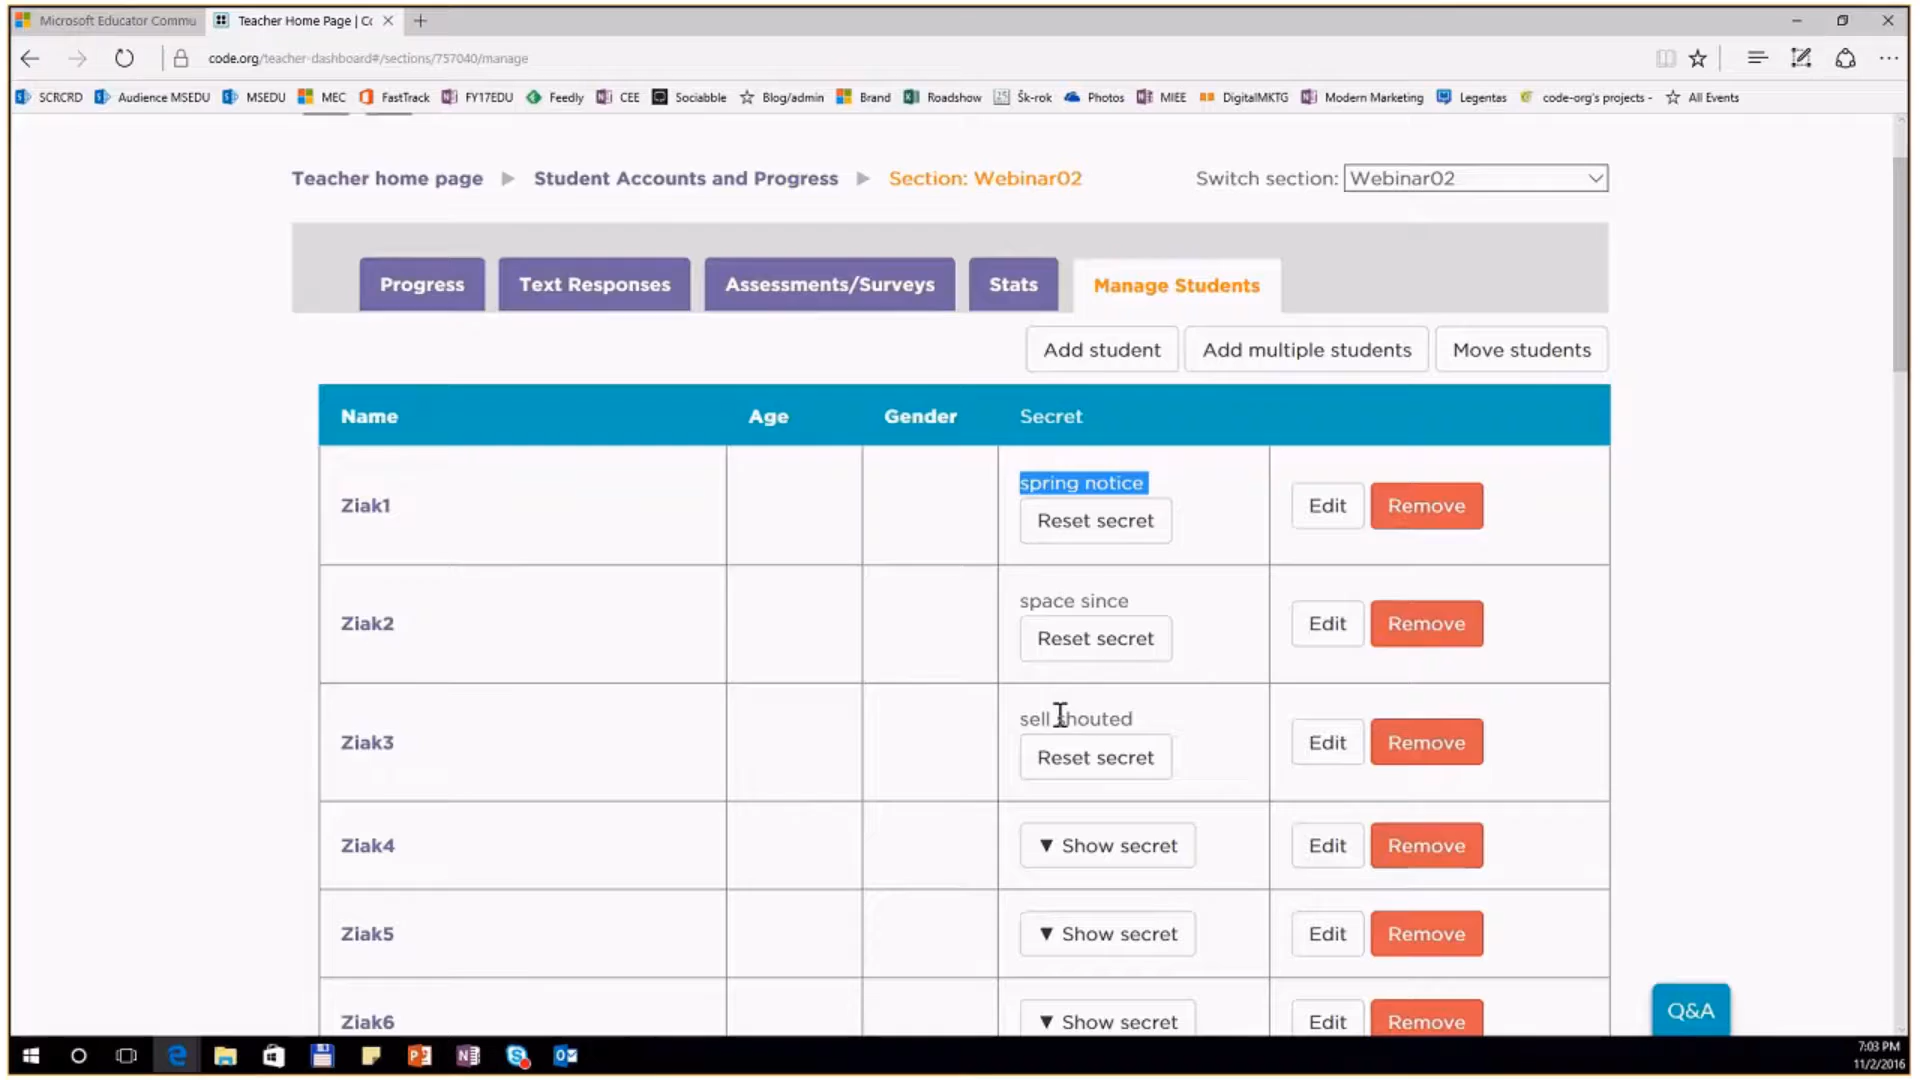 Microsoft Educator Commu
Teacher Home Page | Co
code.org/teacher-dashboard#/sections/757040/manage
SCRCRD Audience MSEDU MSEDU MEC FastTrack FY17EDU Feedly CEE Sociabble Blog/admin Brand Roadshow Šk-rok Photos MIEE DigitalMKTG Modern Marketing Legentas code-org's projects - All Events
Teacher home page Student Accounts and Progress Section: Webinar02 Switch section: Webinar02
Progress Text Responses Assessments/Surveys Stats Manage Students
Add student Add multiple students Move students
Name Age Gender Secret
spring notice
Ziak1 Reset secret Edit Remove
space since
Ziak2 Reset secret Edit Remove
sell shouted
Ziak3 Reset secret Edit Remove
Ziak4 ▼ Show secret Edit Remove
Ziak5 ▼ Show secret Edit Remove
Ziak6 ▼ Show secret Edit Remove
Q&A
7:03 PM
11/2/2016